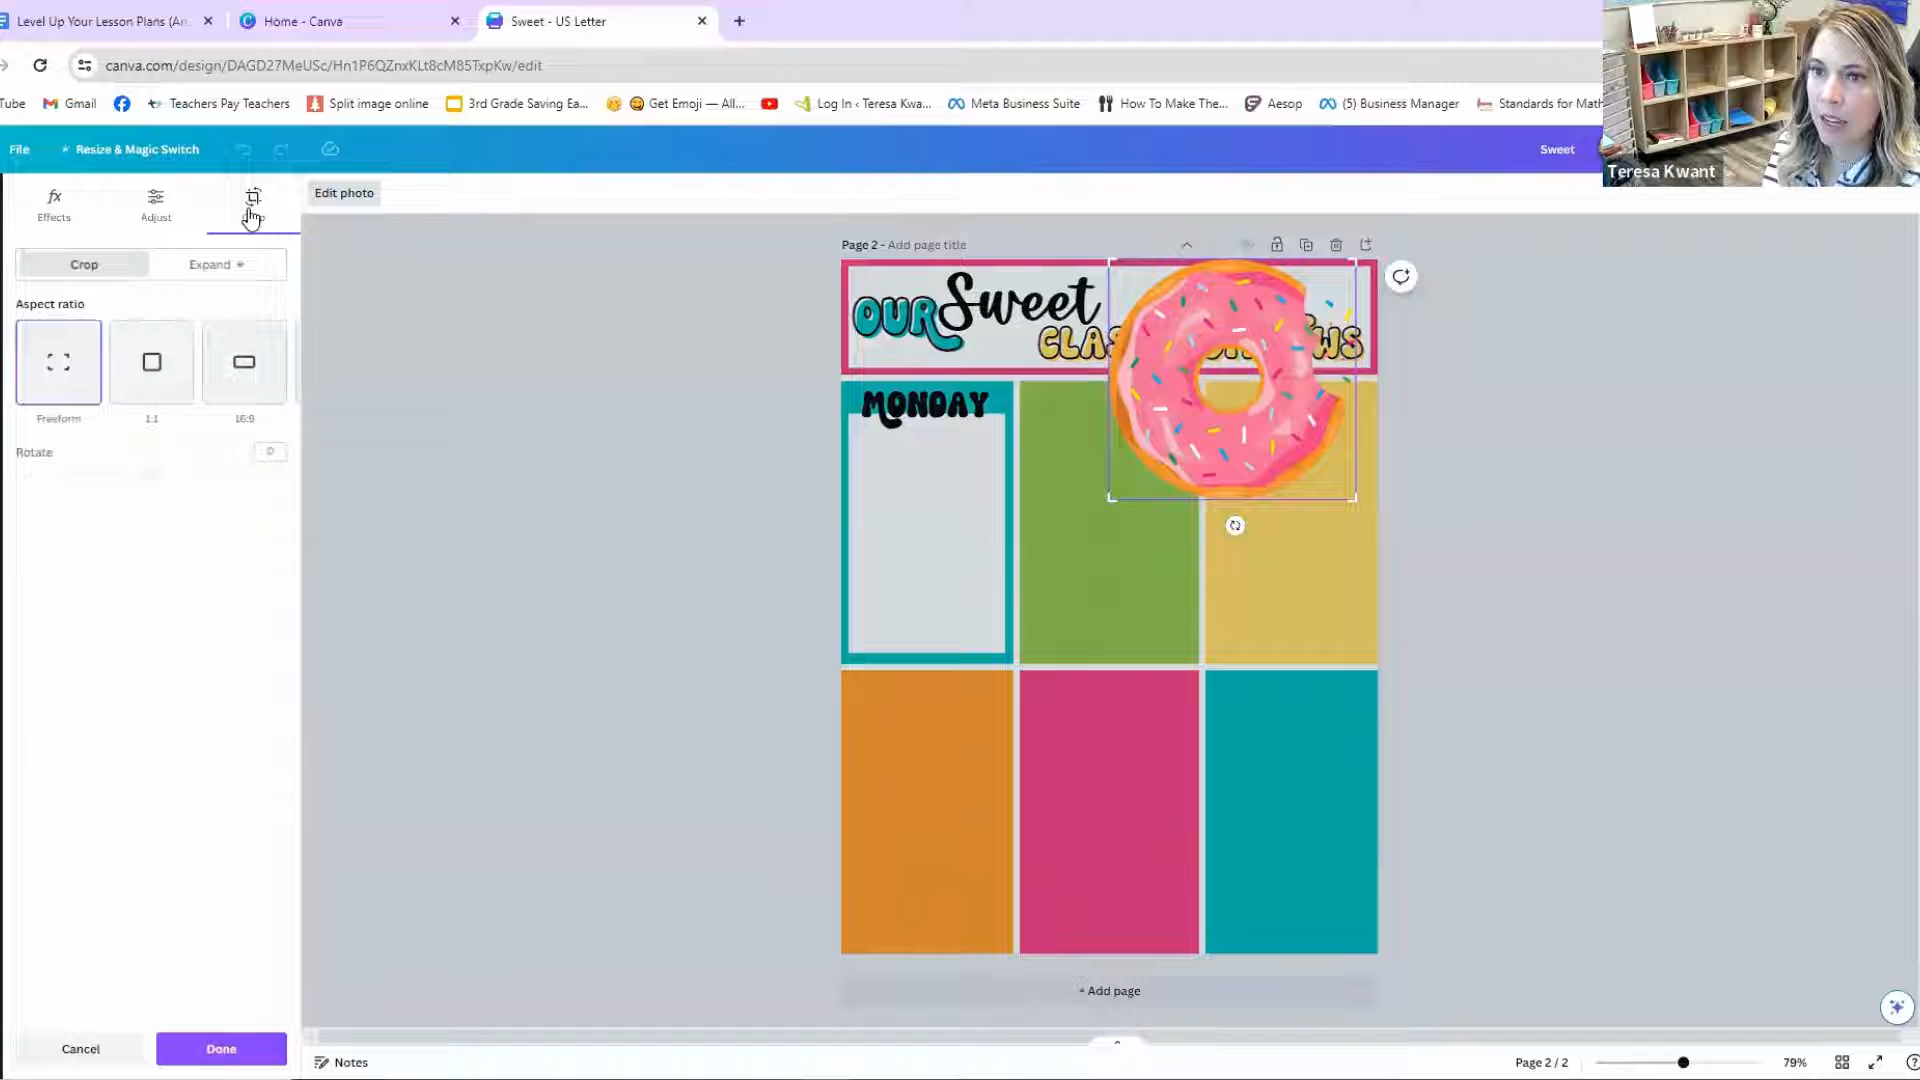 Level Up Your Lesson Plans (An
Home - Canva
Sweet - US Letter
canva.com/design/DAGD27MeUSc/Hn1P6QZnxKLt8cM85TxpKw/edit
Tube
Gmail
Teachers Pay Teachers
Split image online
3rd Grade Saving Ea...
Get Emoji — All...
Log In ‹ Teresa Kwa...
Meta Business Suite
How To Make The...
Aesop
(5) Business Manager
Standards for Math
Teresa Kwant
File
Resize & Magic Switch
Sweet
Effects
Adjust
Edit photo
Crop
Expand
Aspect ratio
Freeform
1:1
16:9
Rotate
Page 2 - Add page title
OUR Sweet
MONDAY
+ Add page
Cancel
Done
Notes
Page 2 / 2
79%